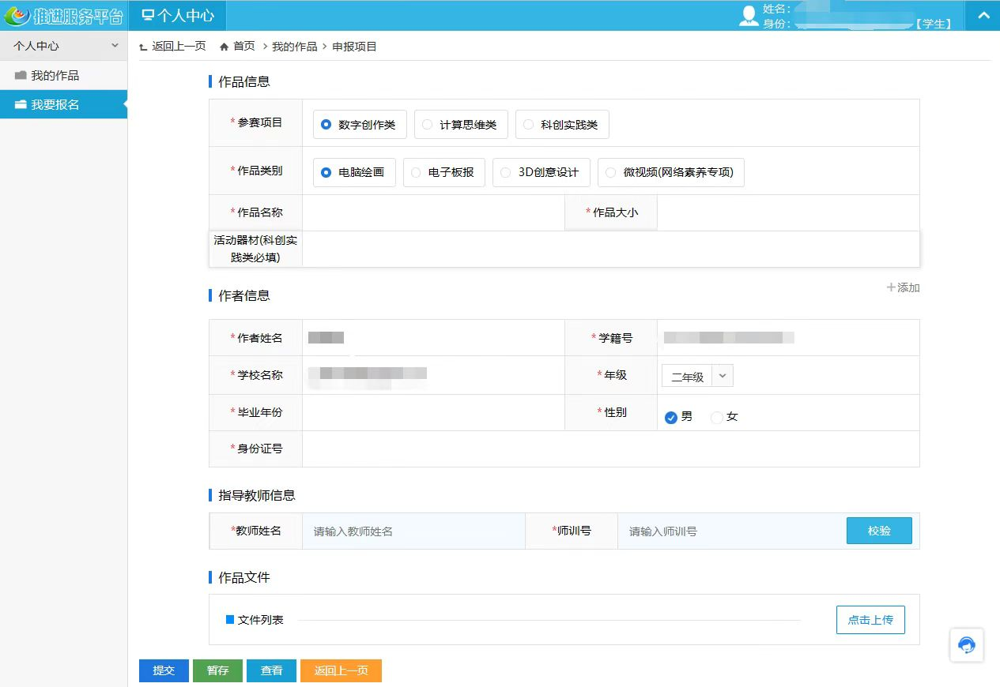 推进服务平台 个人中心 姓名：
身份： 【学生】
个人中心 返回上一页 首页 > 我的作品 > 申报项目
我的作品
我要报名
作品信息
*参赛项目 数字创作类 计算思维类 科创实践类
*作品类别 电脑绘画 电子板报 3D创意设计 微视频(网络素养专项)
*作品名称 *作品大小
活动器材(科创实
践类必填)
作者信息 +添加
*作者姓名 *学籍号
*学校名称 *年级 二年级
*毕业年份 *性别 男 女
*身份证号
指导教师信息
*教师姓名 请输入教师姓名 *师训号 请输入师训号 校验
作品文件
文件列表 点击上传
提交 暂存 查看 返回上一页